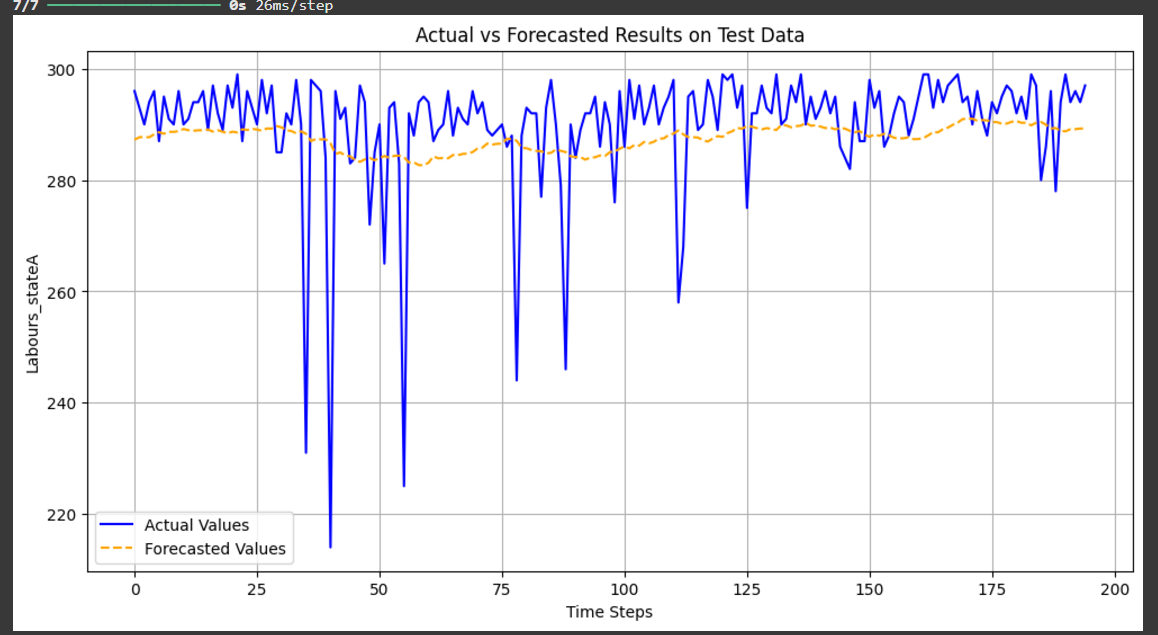 7/7 ━━━━━━━━━━━━━━━━━━━━ 0s 26ms/step
Actual vs Forecasted Results on Test Data
Labours_stateA
300
280
260
240
220
Actual Values
Forecasted Values
0 25 50 75 100 125 150 175 200
Time Steps